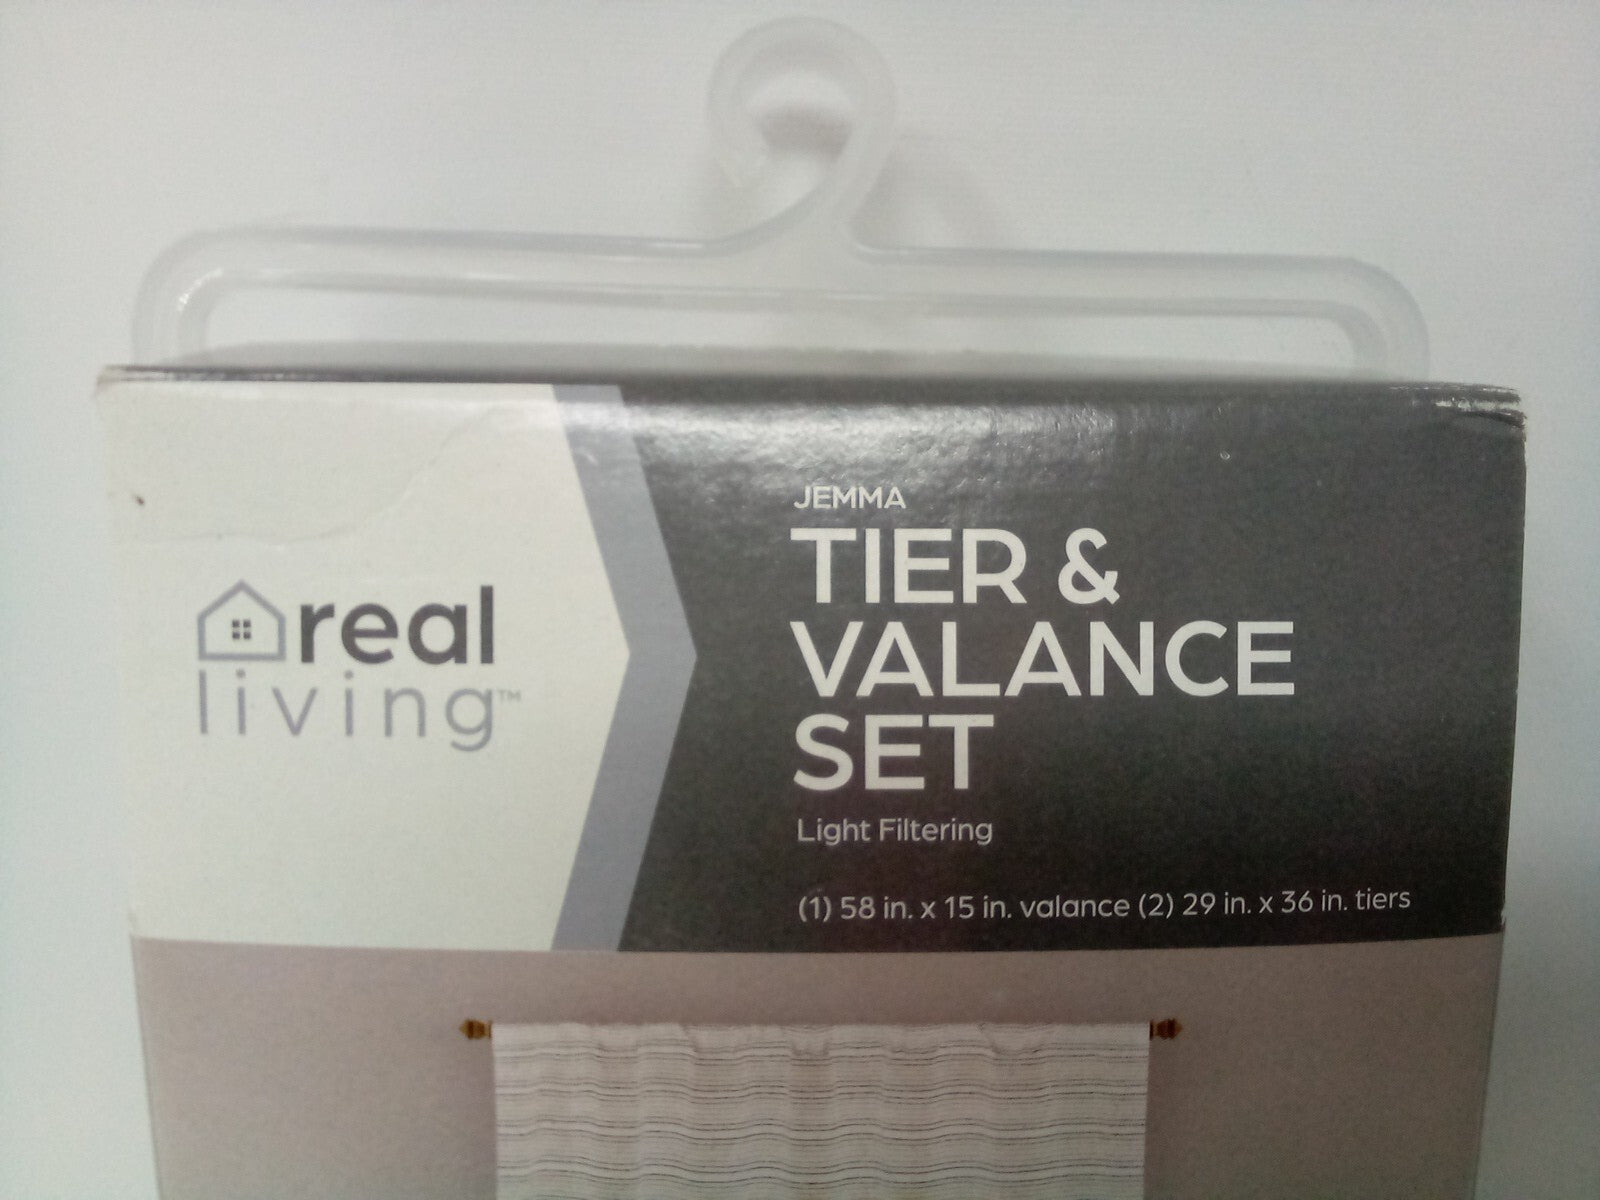 real
living™
JEMMA
TIER &
VALANCE
SET
Light Filtering
(1) 58 in. x 15 in. valance (2) 29 in. x 36 in. tiers